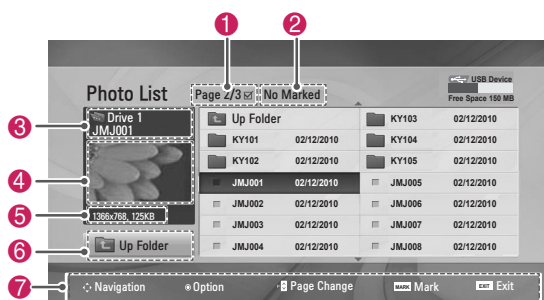 1 2
USB Device
Photo List Page 2/3 No Marked
Free Space 150 MB
3 Drive 1
JMJ001
4
5 1366x768, 125KB
6 Up Folder
Up Folder KY103 02/12/2010
KY101 02/12/2010 KY104 02/12/2010
KY102 02/12/2010 KY105 02/12/2010
JMJ001 02/12/2010 JMJ005 02/12/2010
JMJ002 02/12/2010 JMJ006 02/12/2010
JMJ003 02/12/2010 JMJ007 02/12/2010
JMJ004 02/12/2010 JMJ008 02/12/2010
7 Navigation Option Page Change MARK Mark EXIT Exit